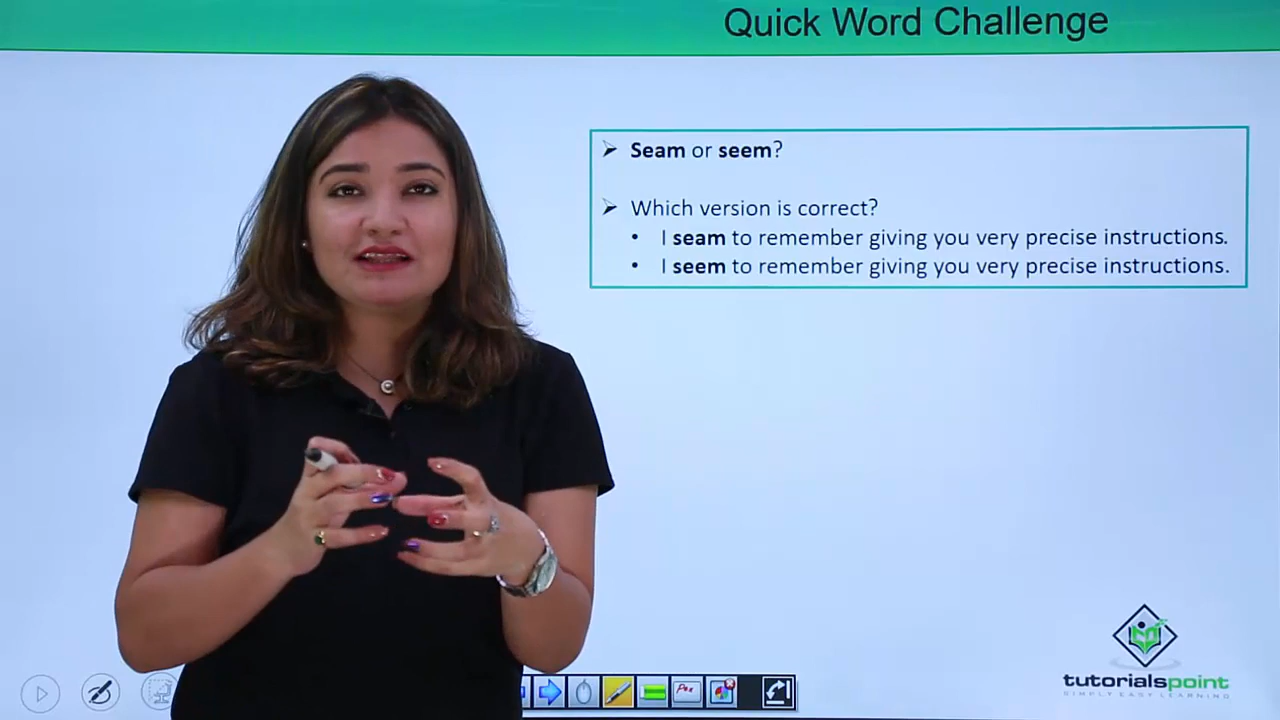 Quick Word Challenge
➢ Seam or seem?
➢ Which version is correct?
• I seam to remember giving you very precise instructions.
• I seem to remember giving you very precise instructions.
Pen
tutorialspoint
SIMPLY EASY LEARNING